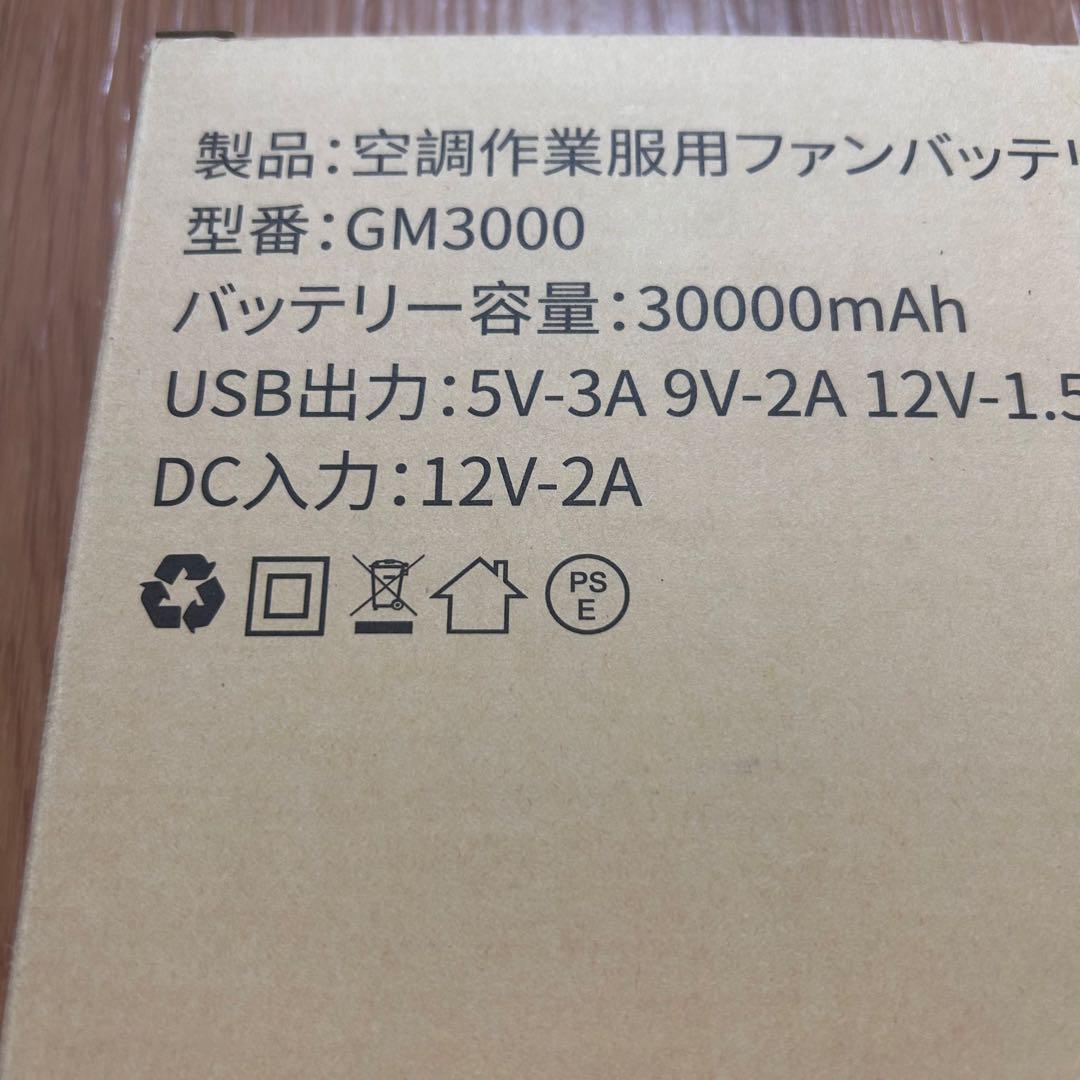 製品：空調作業服用ファンバッテリ
型番：GM3000
バッテリー容量：30000mAh
USB出力：5V-3A 9V-2A 12V-1.5
DC入力：12V-2A
PS
E